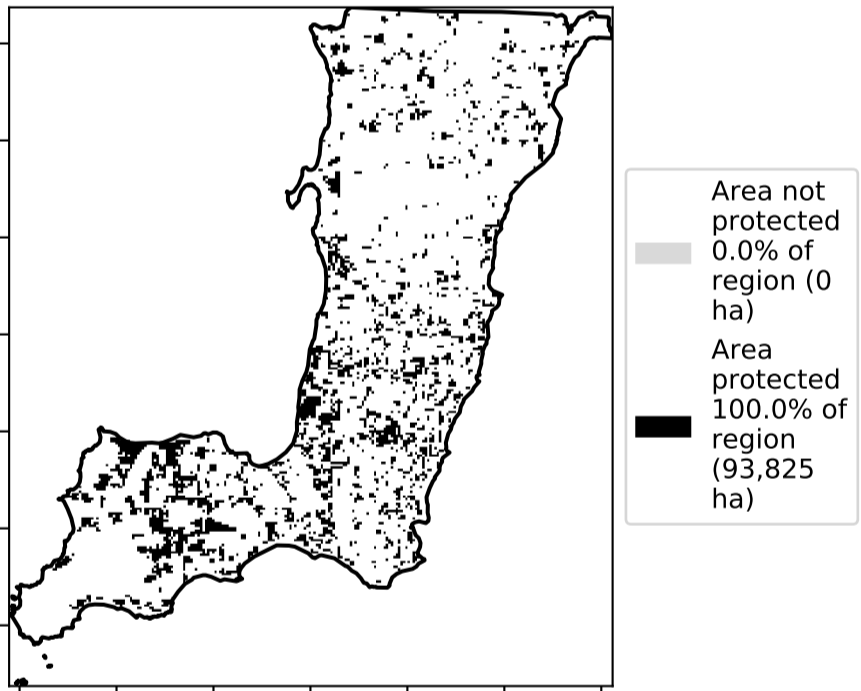 Area not
protected
0.0% of
region (0
ha)
Area
protected
100.0% of
region
(93,825
ha)